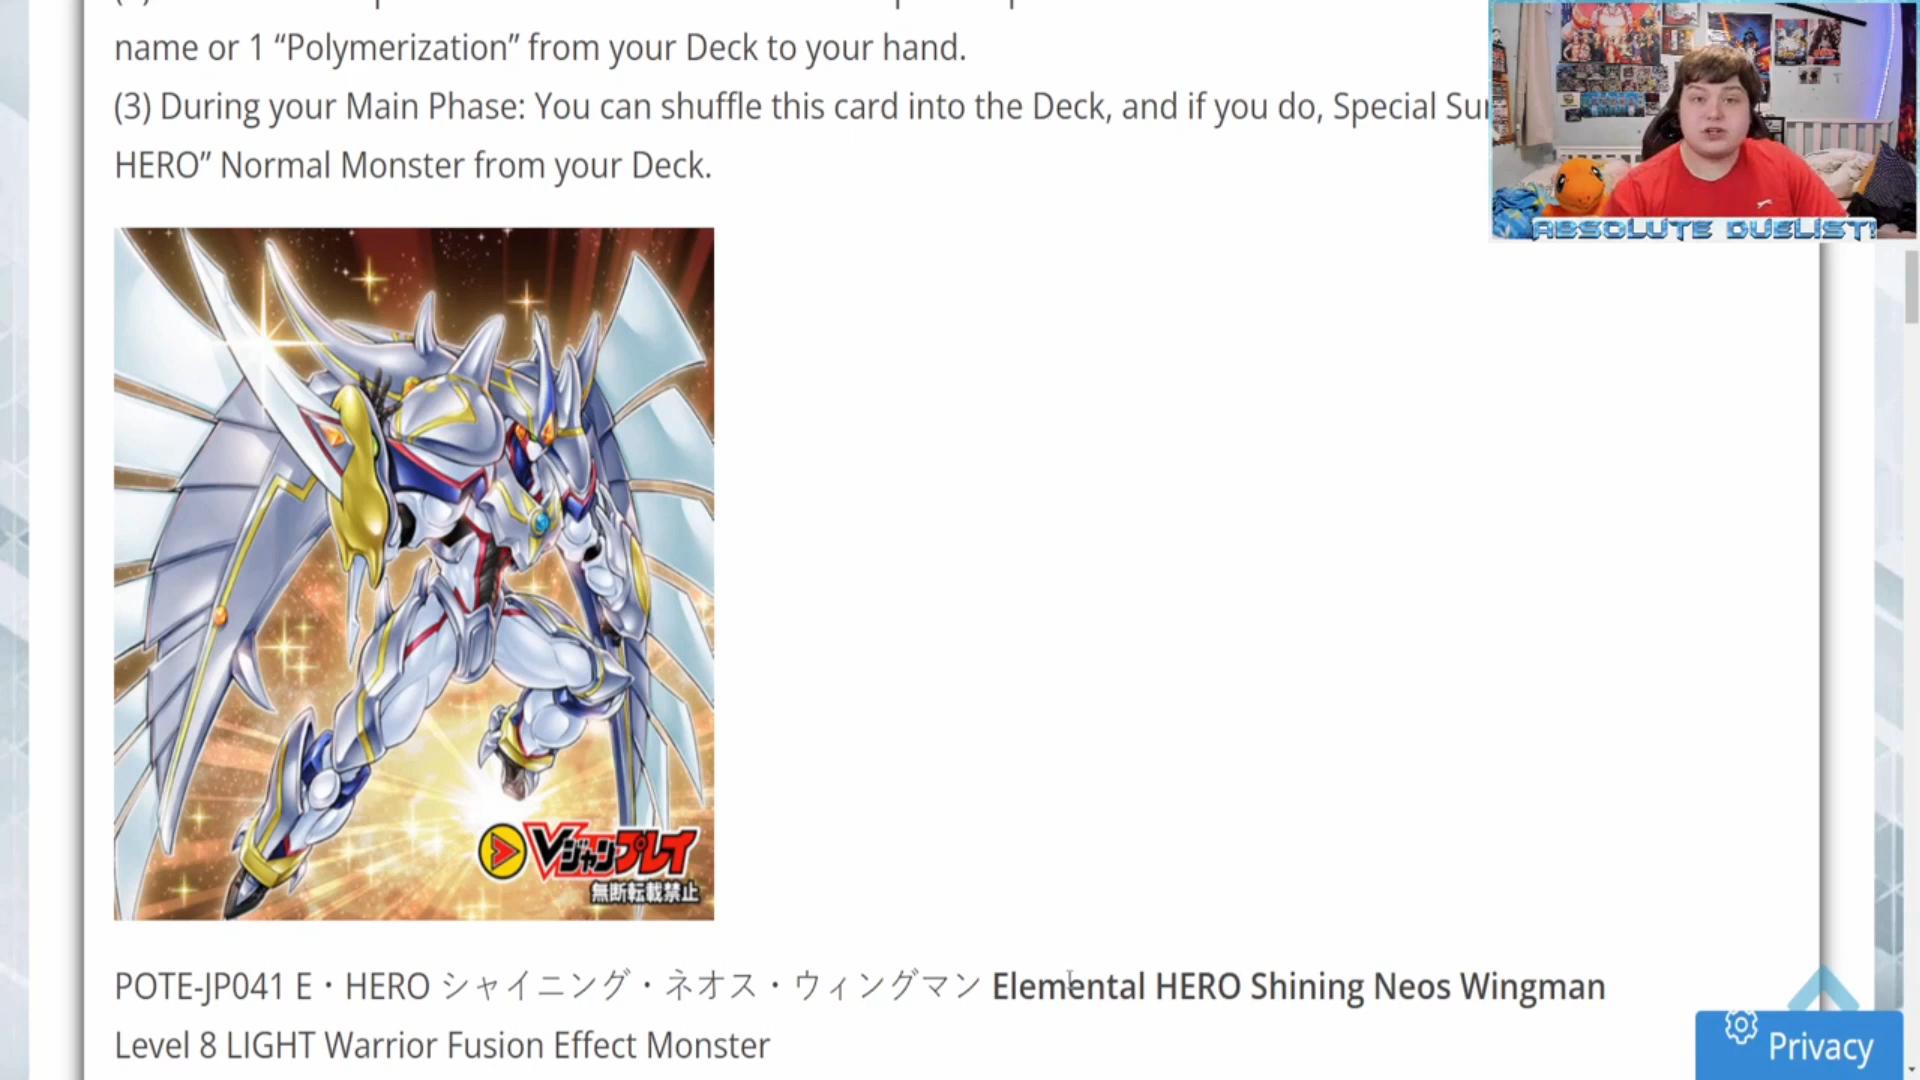 name or 1 “Polymerization” from your Deck to your hand.
(3) During your Main Phase: You can shuffle this card into the Deck, and if you do, Special
HERO” Normal Monster from your Deck.
ABSOLUTE DUELIST!
Vジャンプレイ
無断転載禁止
POTE-JP041 E・HERO シャイニング・ネオス・ウィングマン Elemental HERO Shining Neos Wingman
Level 8 LIGHT Warrior Fusion Effect Monster
Privacy